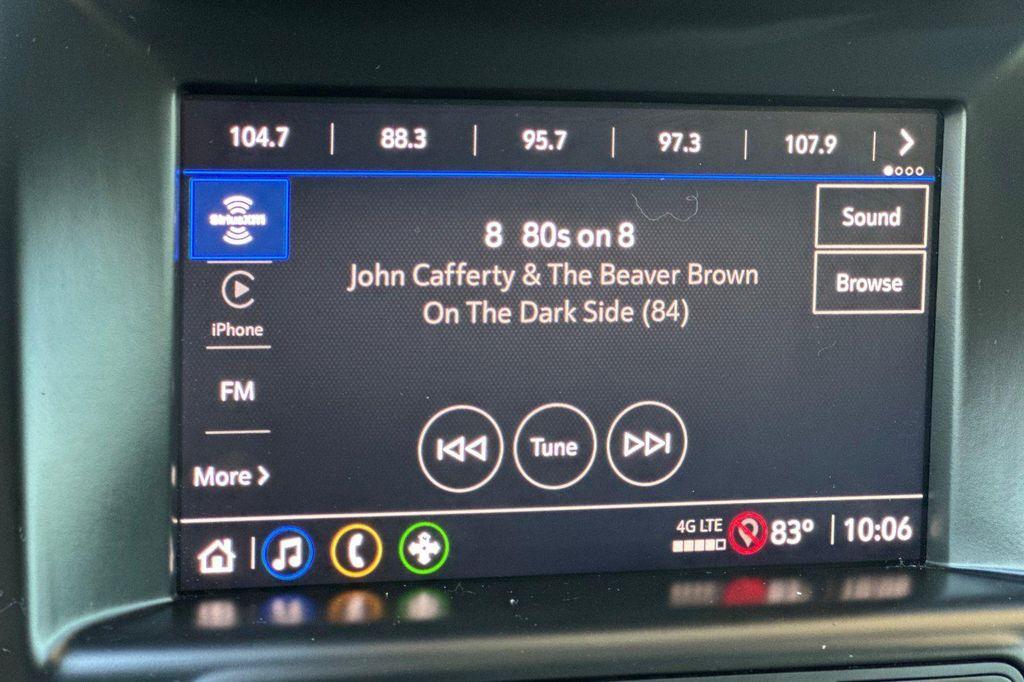 104.7 | 88.3 | 95.7 | 97.3 | 107.9 | >
SiriusXM
8 80s on 8
John Cafferty & The Beaver Brown
On The Dark Side (84)
Sound
Browse
iPhone
FM
More >
Tune
4G LTE
83° | 10:06